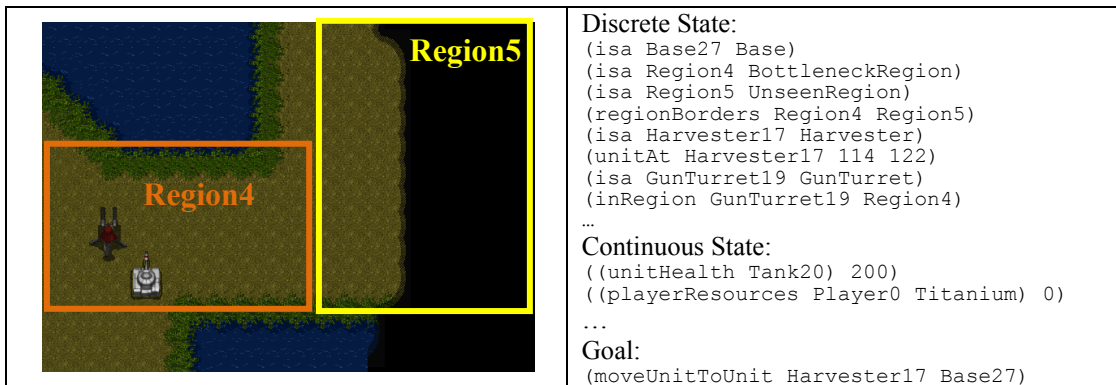 Region5
Region4
Discrete State:
(isa Base27 Base)
(isa Region4 BottleneckRegion)
(isa Region5 UnseenRegion)
(regionBorders Region4 Region5)
(isa Harvester17 Harvester)
(unitAt Harvester17 114 122)
(isa GunTurret19 GunTurret)
(inRegion GunTurret19 Region4)
…
Continuous State:
((unitHealth Tank20) 200)
((playerResources Player0 Titanium) 0)
…
Goal:
(moveUnitToUnit Harvester17 Base27)